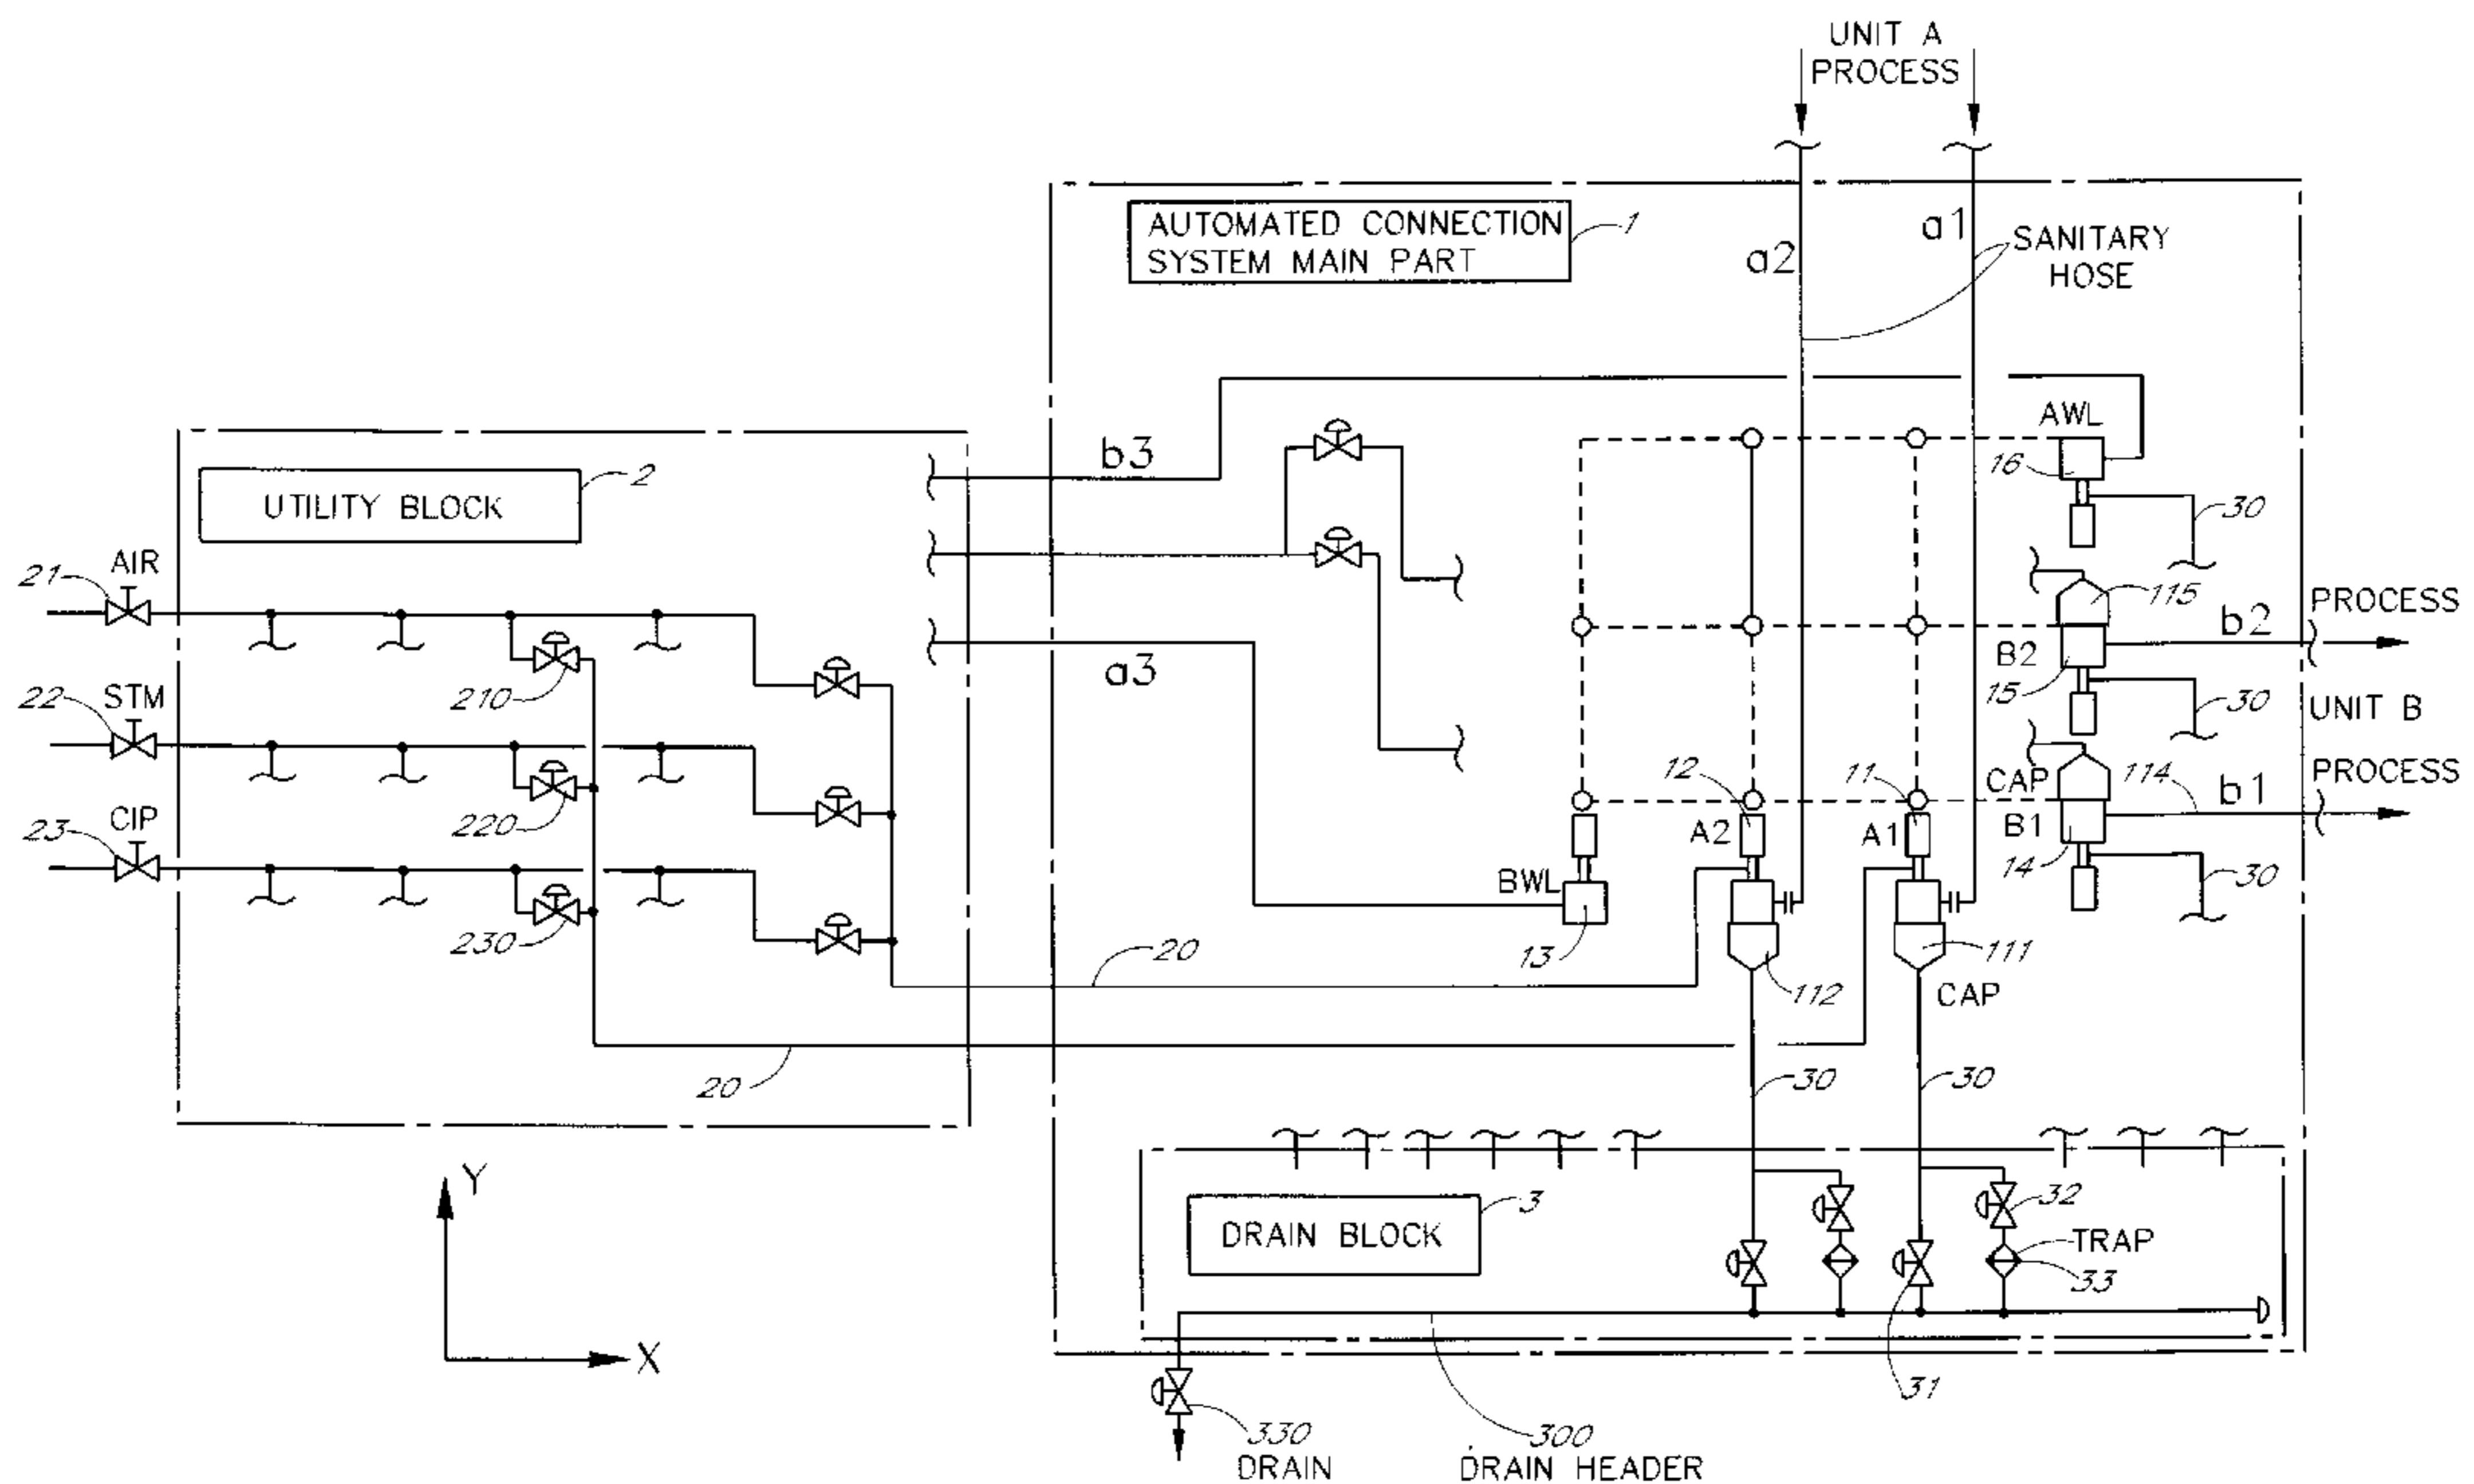 UNIT A
PROCESS
AUTOMATED CONNECTION
SYSTEM MAIN PART
1
a2
a1
SANITARY
HOSE
AWL
16
30
b3
UTILITY BLOCK
2
AIR
21
210
STM
22
220
CIP
23
230
a3
115
PROCESS
b2
B2
15
30
UNIT B
CAP
114
PROCESS
b1
B1
14
30
12
11
A2
A1
BWL
13
20
112
111
CAP
20
30
30
Y
X
DRAIN BLOCK
3
32
TRAP
33
31
330
DRAIN
300
DRAIN HEADER